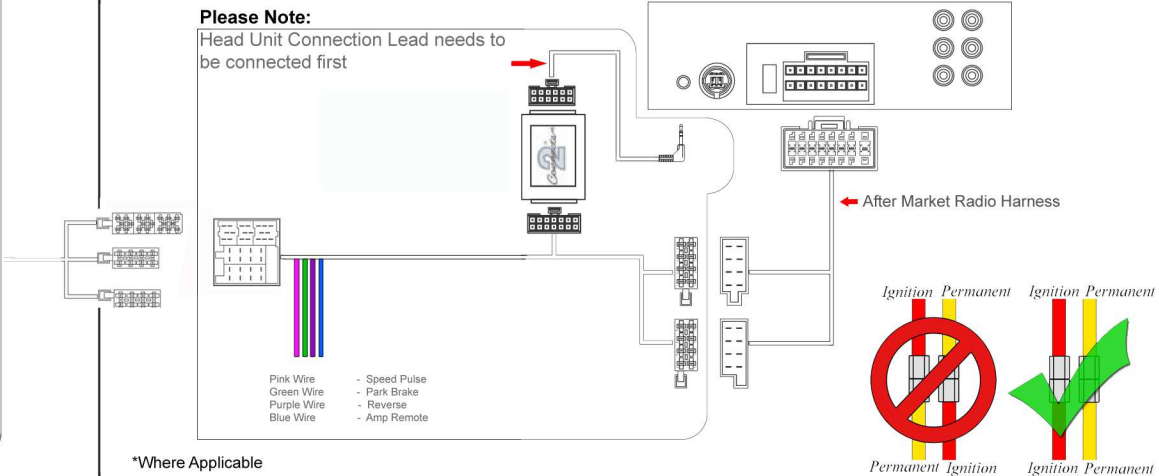 Please Note:
Head Unit Connection Lead needs to
be connected first
After Market Radio Harness
Ignition Permanent
Ignition Permanent
Pink Wire - Speed Pulse
Green Wire - Park Brake
Purple Wire - Reverse
Blue Wire - Amp Remote
*Where Applicable
Permanent Ignition
Ignition Permanent